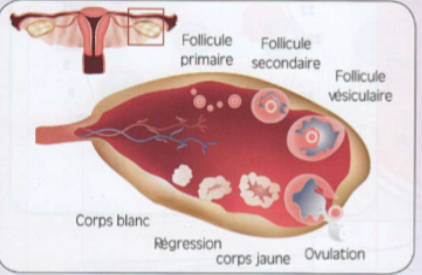 Follicule
primaire
Follicule
secondaire
Follicule
vésiculaire
Corps blanc
Régression
corps jaune
Ovulation